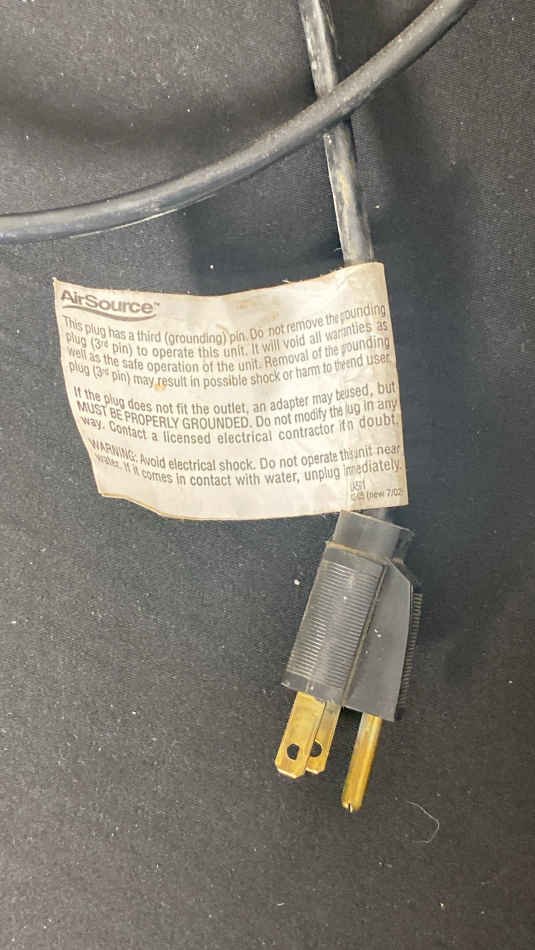 AirSource™
This plug has a third (grounding) pin. Do not remove the grounding
plug (3rd pin) to operate this unit. It will void all warranties as
well as the safe operation of the unit. Removal of the grounding
plug (3rd pin) may result in possible shock or harm to the end user.
If the plug does not fit the outlet, an adapter may be used, but
MUST BE PROPERLY GROUNDED. Do not modify the plug in any
way. Contact a licensed electrical contractor if in doubt.
WARNING: Avoid electrical shock. Do not operate this unit near
water. If it comes in contact with water, unplug immediately.
(new 7/02)